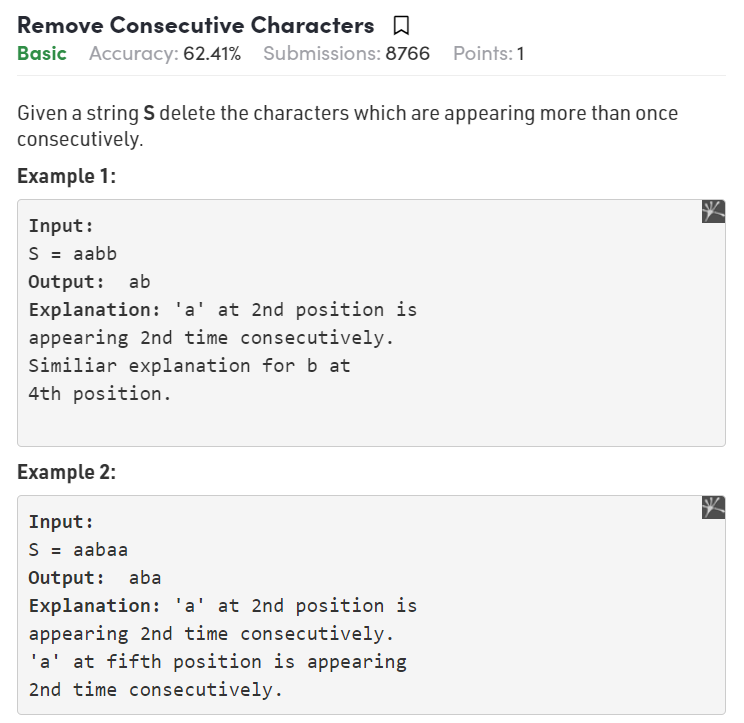 Remove Consecutive Characters
Basic Accuracy: 62.41% Submissions: 8766 Points: 1
Given a string S delete the characters which are appearing more than once
consecutively.
Example 1:
Input:
S = aabb
Output:  ab
Explanation: 'a' at 2nd position is
appearing 2nd time consecutively.
Similiar explanation for b at
4th position.
Example 2:
Input:
S = aabaa
Output:  aba
Explanation: 'a' at 2nd position is
appearing 2nd time consecutively.
'a' at fifth position is appearing
2nd time consecutively.